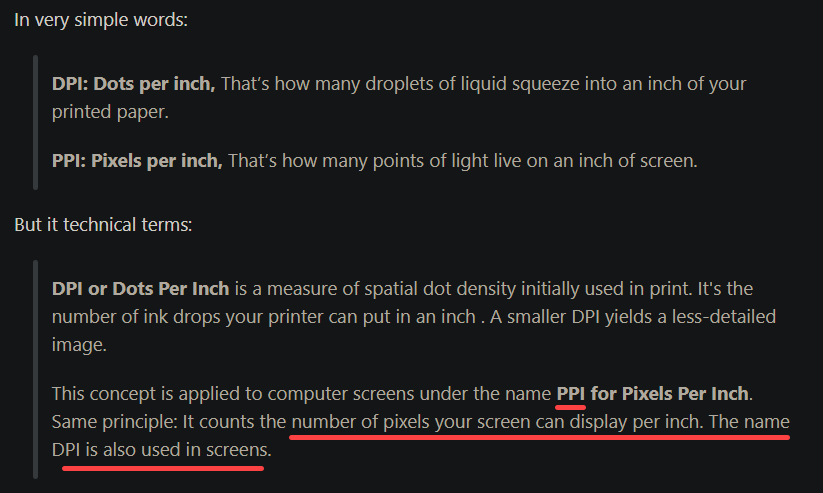 In very simple words:
DPI: Dots per inch, That’s how many droplets of liquid squeeze into an inch of your
printed paper.
PPI: Pixels per inch, That’s how many points of light live on an inch of screen.
But it technical terms:
DPI or Dots Per Inch is a measure of spatial dot density initially used in print. It's the
number of ink drops your printer can put in an inch . A smaller DPI yields a less-detailed
image.
This concept is applied to computer screens under the name PPI for Pixels Per Inch.
Same principle: It counts the number of pixels your screen can display per inch. The name
DPI is also used in screens.